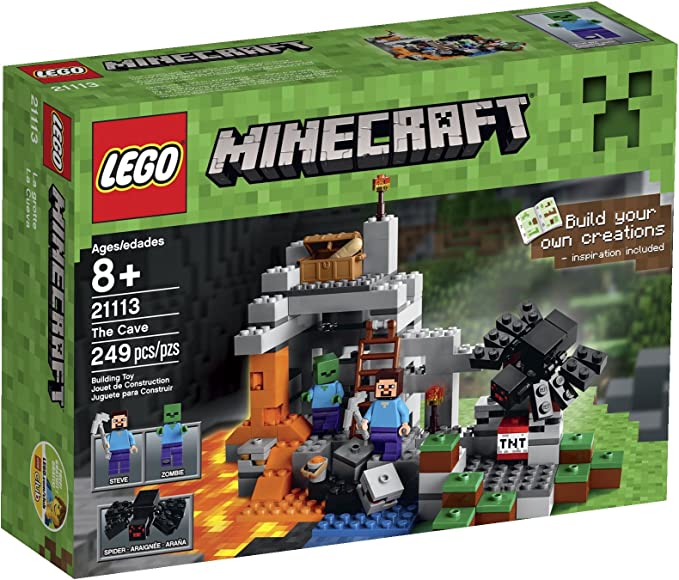 LEGO
MINECRAFT
21113
La grotte
La Cueva
MINECRAFT
LEGO
LEGO
MINECRAFT
Build your
own creations
– inspiration included
Ages/edades
8+
21113
The Cave
249 pcs/pzs
Building Toy
Jouet de Construction
Juguete para Construir
STEVE
ZOMBIE
TNT
SPIDER - ARAIGNÉE - ARAÑA